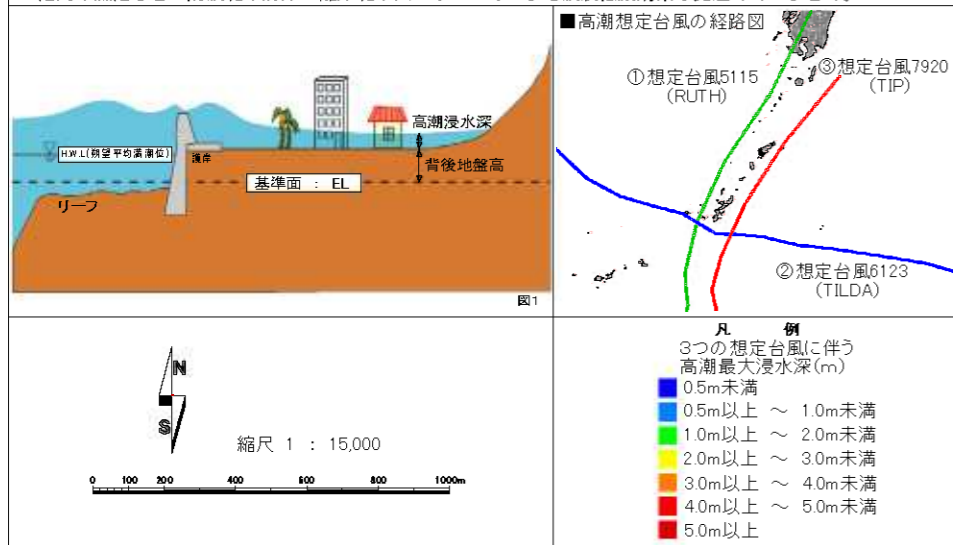 高潮浸水深
H.W.L(朔望平均満潮位)
護岸
背後地盤高
基準面 : EL
リーフ
図1
■高潮想定台風の経路図
①想定台風5115
(RUTH)
③想定台風7920
(TIP)
②想定台風6123
(TILDA)
N
S
縮尺 1 : 15,000
0 100 200 400 600 800 1000m
凡 例
3つの想定台風に伴う
高潮最大浸水深(m)
0.5m未満
0.5m以上 ~ 1.0m未満
1.0m以上 ~ 2.0m未満
2.0m以上 ~ 3.0m未満
3.0m以上 ~ 4.0m未満
4.0m以上 ~ 5.0m未満
5.0m以上